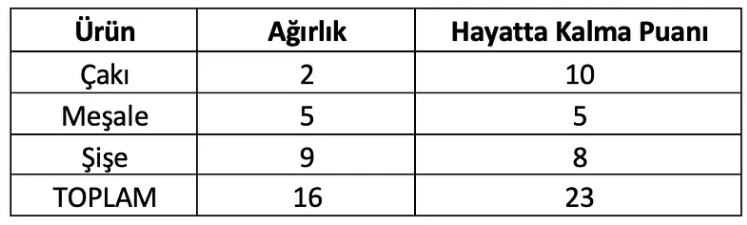 Ürün Ağırlık Hayatta Kalma Puanı
Çakı 2 10
Meşale 5 5
Şişe 9 8
TOPLAM 16 23